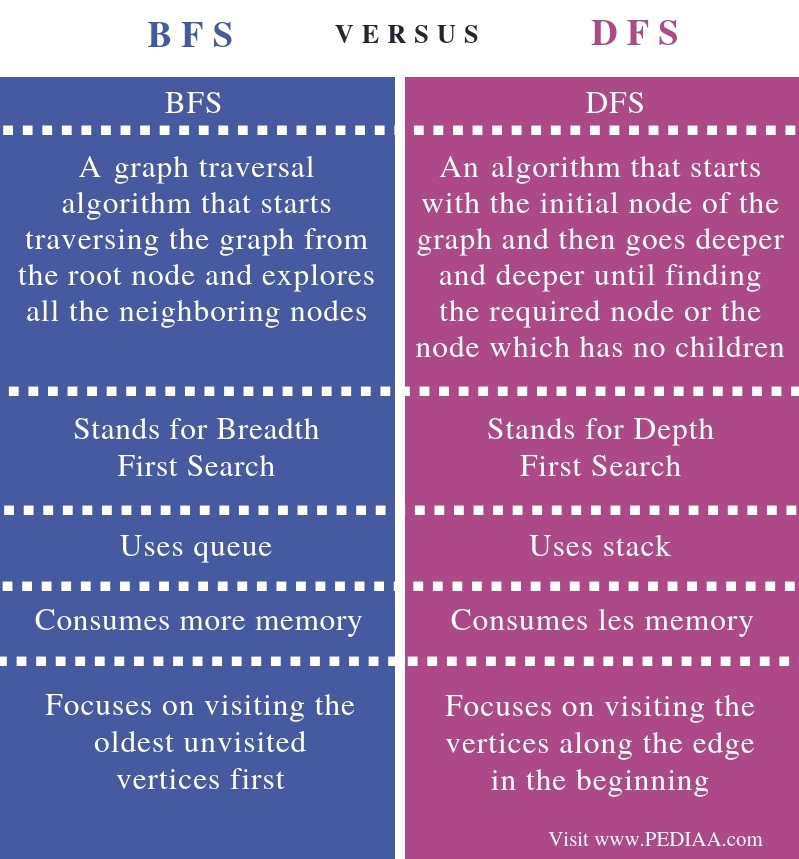 BFS VERSUS DFS
BFS
A graph traversal
algorithm that starts
traversing the graph from
the root node and explores
all the neighboring nodes
Stands for Breadth
First Search
Uses queue
Consumes more memory
Focuses on visiting the
oldest unvisited
vertices first
DFS
An algorithm that starts
with the initial node of the
graph and then goes deeper
and deeper until finding
the required node or the
node which has no children
Stands for Depth
First Search
Uses stack
Consumes les memory
Focuses on visiting the
vertices along the edge
in the beginning
Visit www.PEDIAA.com